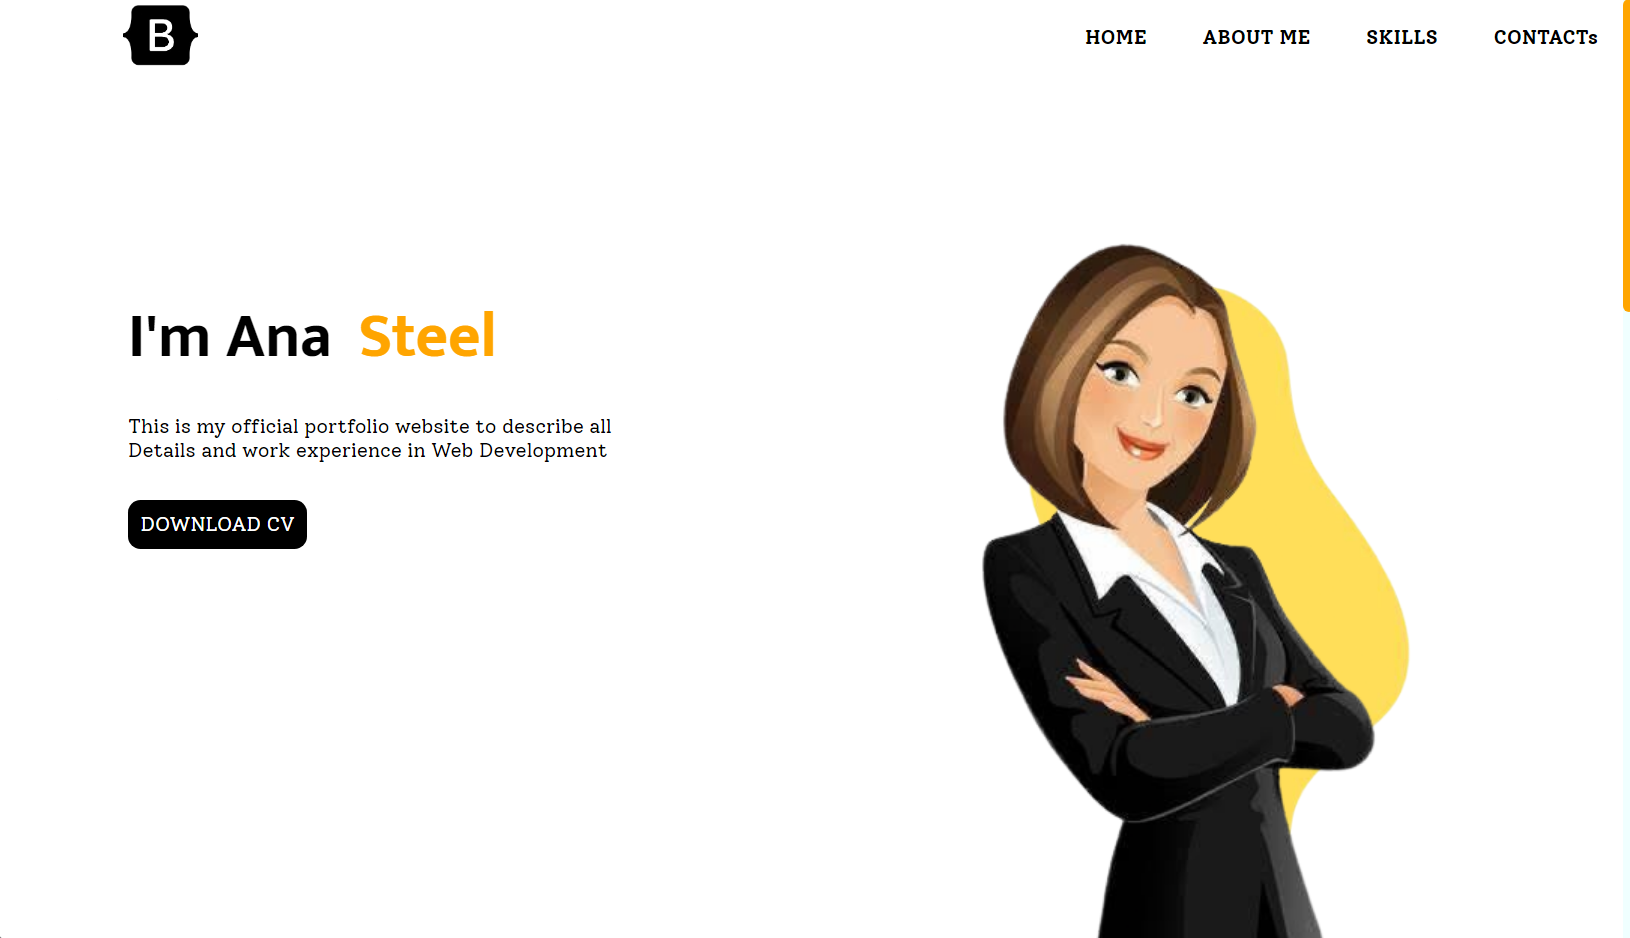 B
HOME ABOUT ME SKILLS CONTACTs
I'm Ana Steel
This is my official portfolio website to describe all
Details and work experience in Web Development
DOWNLOAD CV